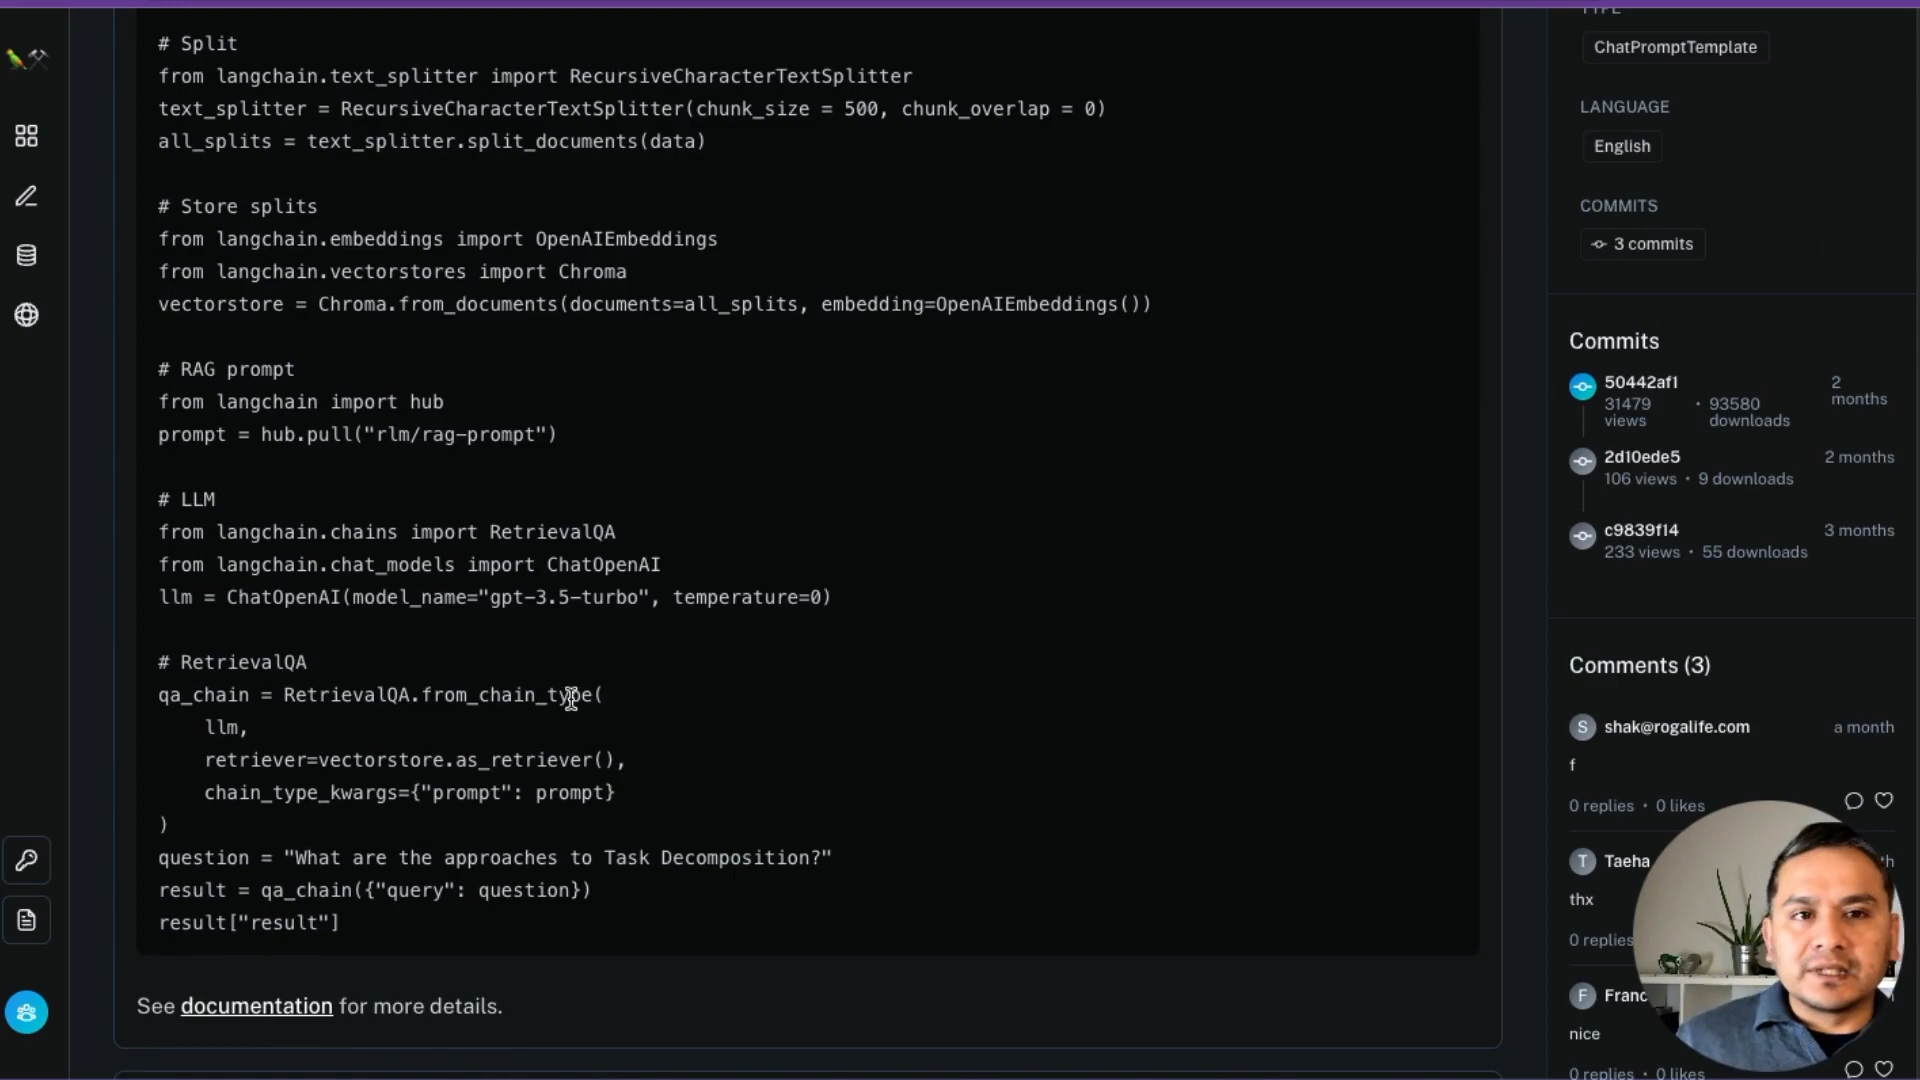 # Split
from langchain.text_splitter import RecursiveCharacterTextSplitter
text_splitter = RecursiveCharacterTextSplitter(chunk_size = 500, chunk_overlap = 0)
all_splits = text_splitter.split_documents(data)
# Store splits
from langchain.embeddings import OpenAIEmbeddings
from langchain.vectorstores import Chroma
vectorstore = Chroma.from_documents(documents=all_splits, embedding=OpenAIEmbeddings())
# RAG prompt
from langchain import hub
prompt = hub.pull("rlm/rag-prompt")
# LLM
from langchain.chains import RetrievalQA
from langchain.chat_models import ChatOpenAI
llm = ChatOpenAI(model_name="gpt-3.5-turbo", temperature=0)
# RetrievalQA
qa_chain = RetrievalQA.from_chain_type(
    llm,
    retriever=vectorstore.as_retriever(),
    chain_type_kwargs={"prompt": prompt}
)
question = "What are the approaches to Task Decomposition?"
result = qa_chain({"query": question})
result["result"]
See documentation for more details.
TYPE
ChatPromptTemplate
LANGUAGE
English
COMMITS
3 commits
Commits
50442af1 2 months
31479 views • 93580 downloads
2d10ede5 2 months
106 views • 9 downloads
c9839f14 3 months
233 views • 55 downloads
Comments (3)
S shak@rogalife.com a month
f
0 replies • 0 likes
T Taeha th
thx
0 replies
F Franc
nice
0 replies • 0 likes